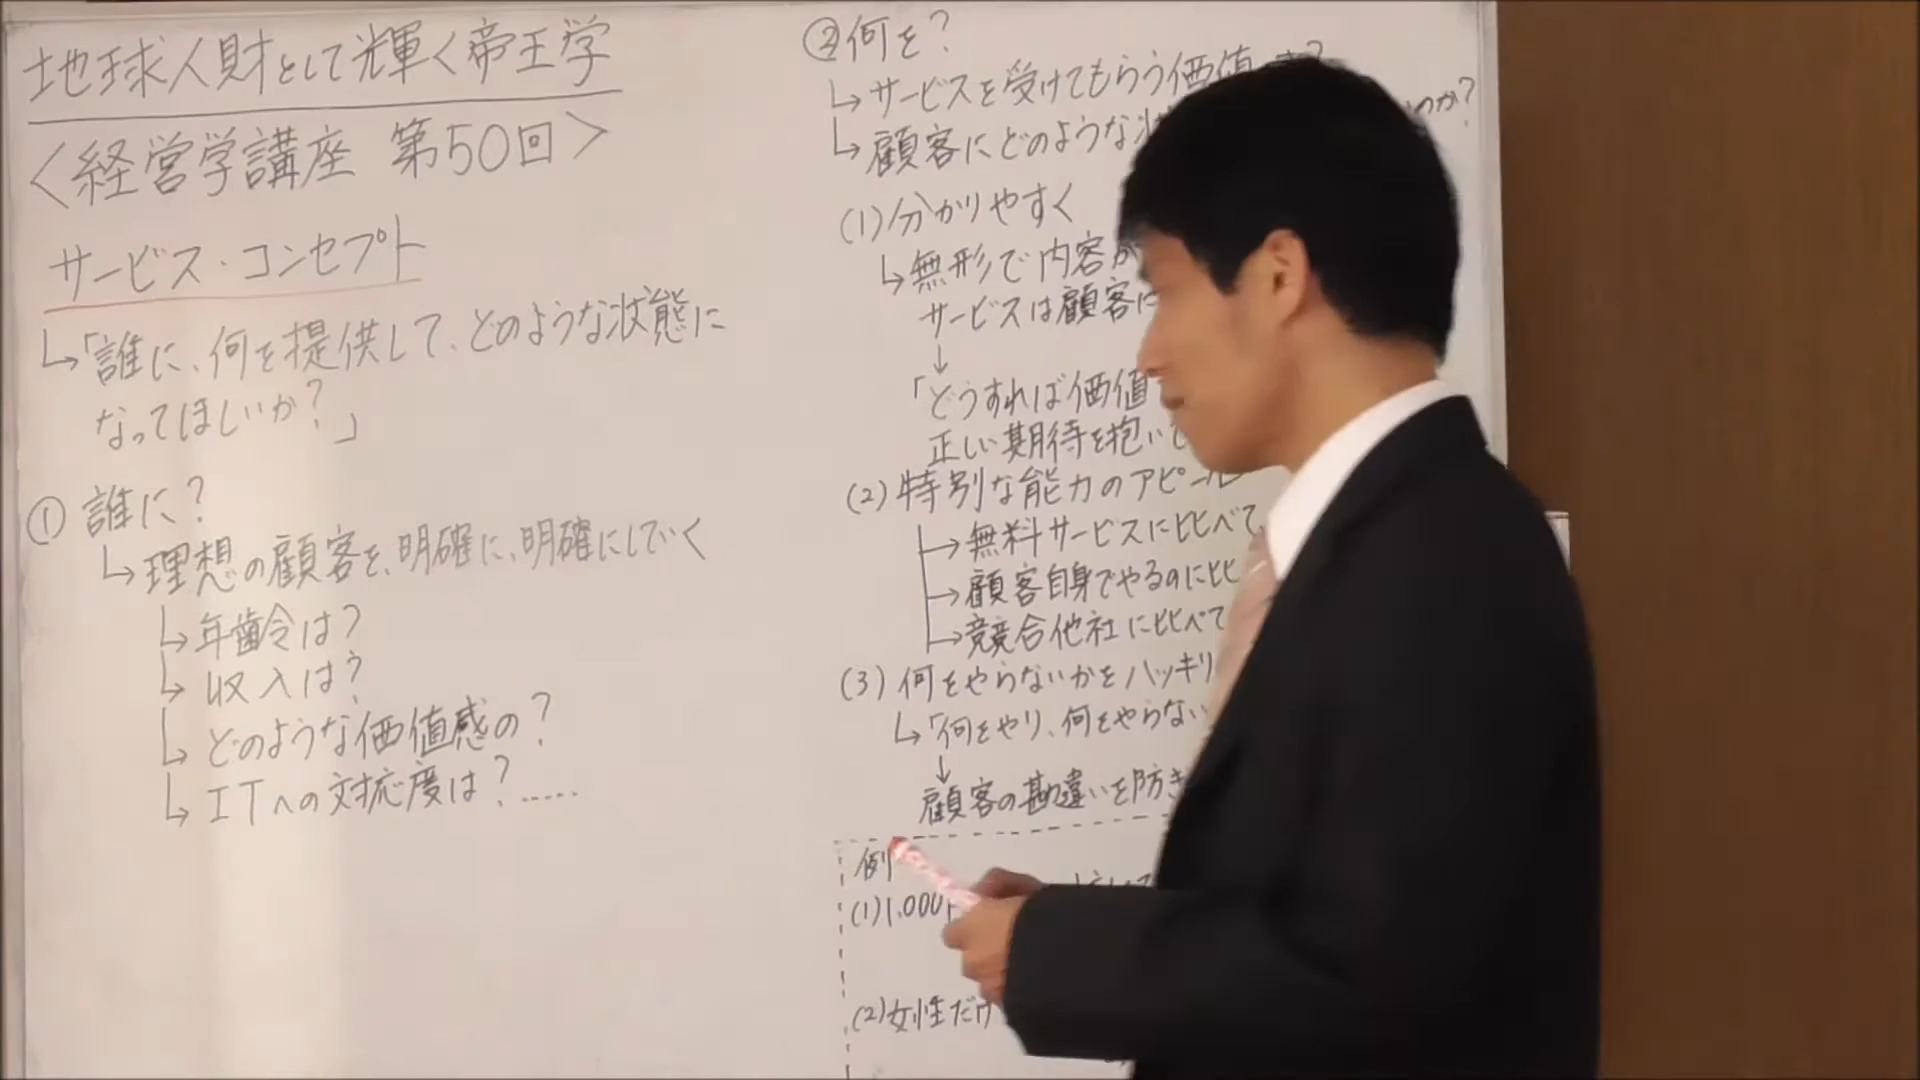 地球人財として輝く帝王学
<経営学講座 第50回>
サービス・コンセプト
↳「誰に、何を提供して、どのような状態に
なってほしいか?」
① 誰に?
↳理想の顧客を、明確に、明確にしていく
↳年齢令は?
↳収入は?
↳どのような価値感の?
↳ITへの対応度は?……
②何を?
↳サービスを受けてもらう価値
↳顧客にどのような のか?
(1)分かりやすく
↳無形で内容が
サービスは顧客に
↓
「どうすれば価値
正しい期待を抱い
(2)特別な能力のアピール
→無料サービスに比べて
→顧客自身でやるのに比
→競合他社に比べて
(3)何をやらないかをハッキリ
↳「何をやり、何をやらない
↓
顧客の勘違いを防ぎ
例
(1)1,000
(2)女性だけ